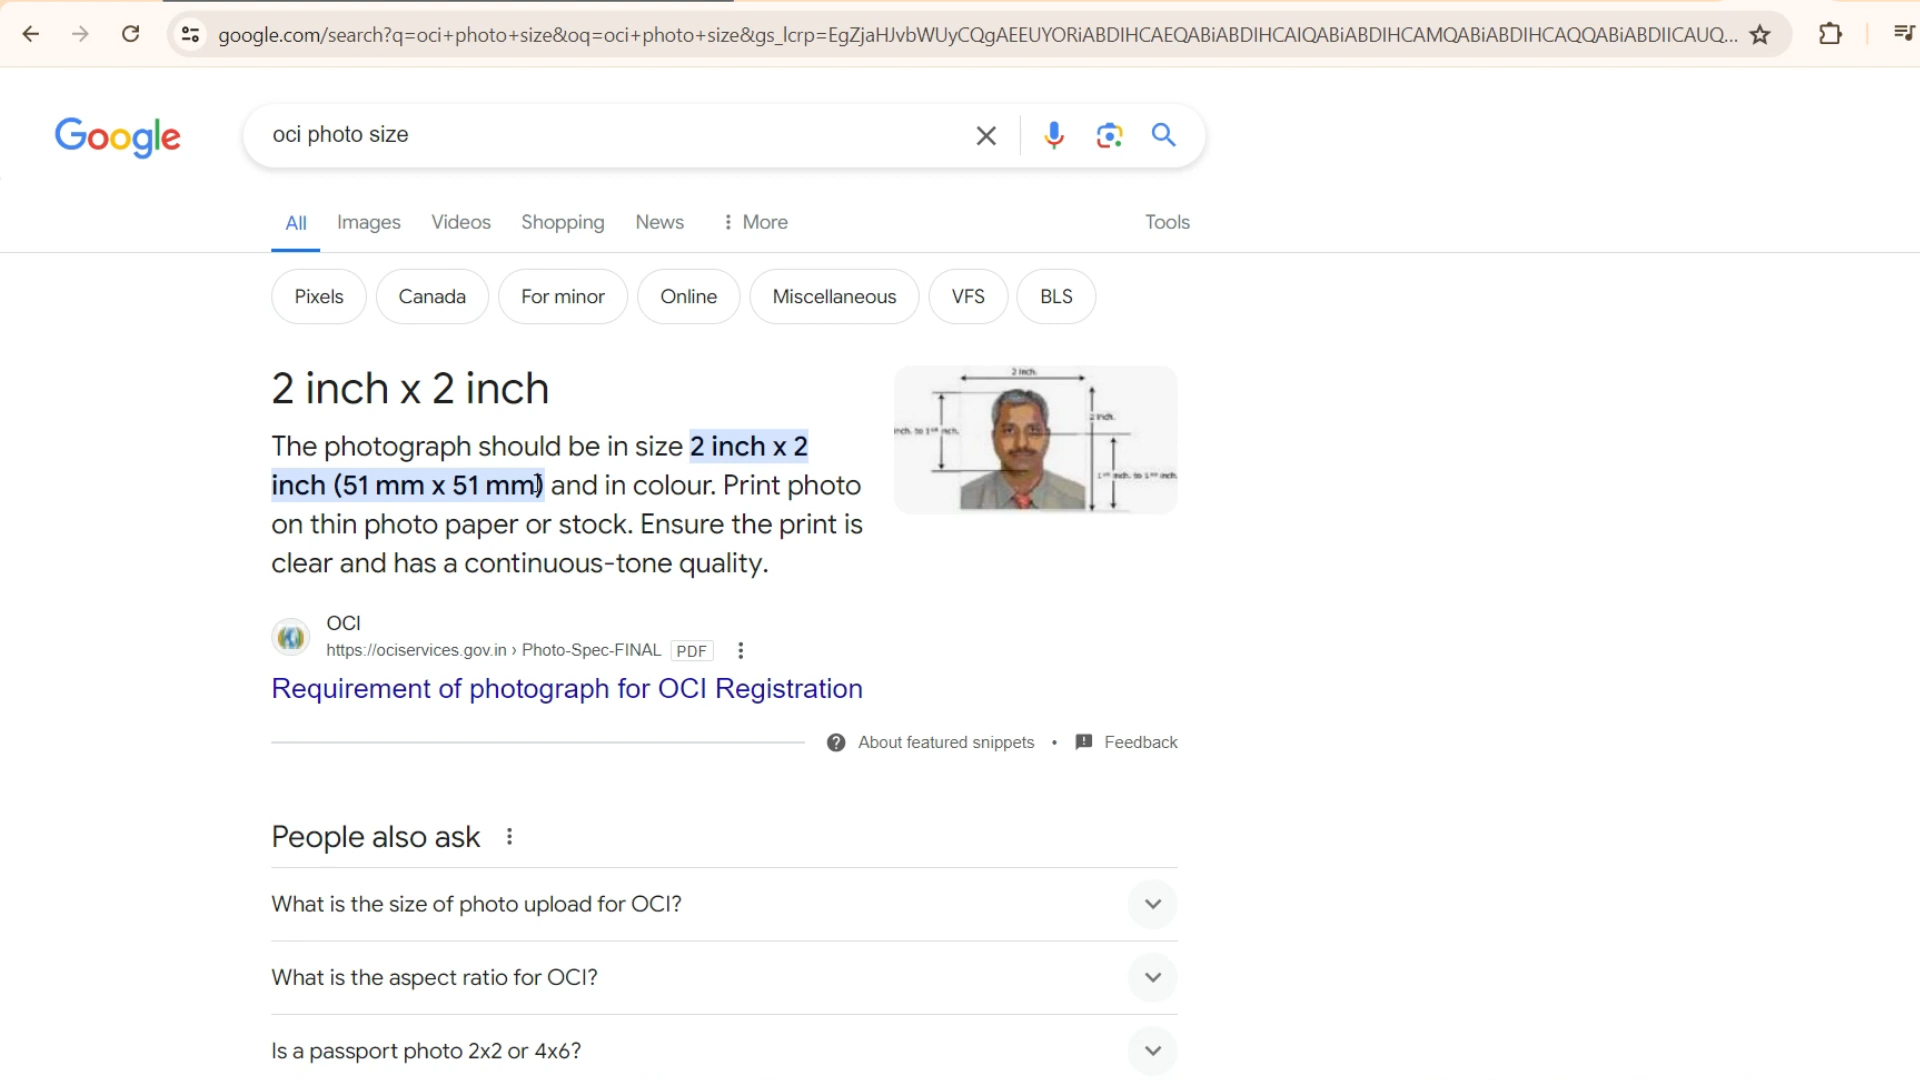 google.com/search?q=oci+photo+size&oq=oci+photo+size&gs_lcrp=EgZjaHJvbWUyCQgAEEUYORiABDIHCAEQABiABDIHCAIQABiABDIHCAMQABiABDIHCAQQABiABDIICAUQ...
Google
oci photo size
All Images Videos Shopping News More Tools
Pixels Canada For minor Online Miscellaneous VFS BLS
2 inch x 2 inch
The photograph should be in size 2 inch x 2
inch (51 mm x 51 mm) and in colour. Print photo
on thin photo paper or stock. Ensure the print is
clear and has a continuous-tone quality.
2 inch.
2 inch.
OCI
https://ociservices.gov.in › Photo-Spec-FINAL PDF
Requirement of photograph for OCI Registration
About featured snippets • Feedback
People also ask
What is the size of photo upload for OCI?
What is the aspect ratio for OCI?
Is a passport photo 2x2 or 4x6?